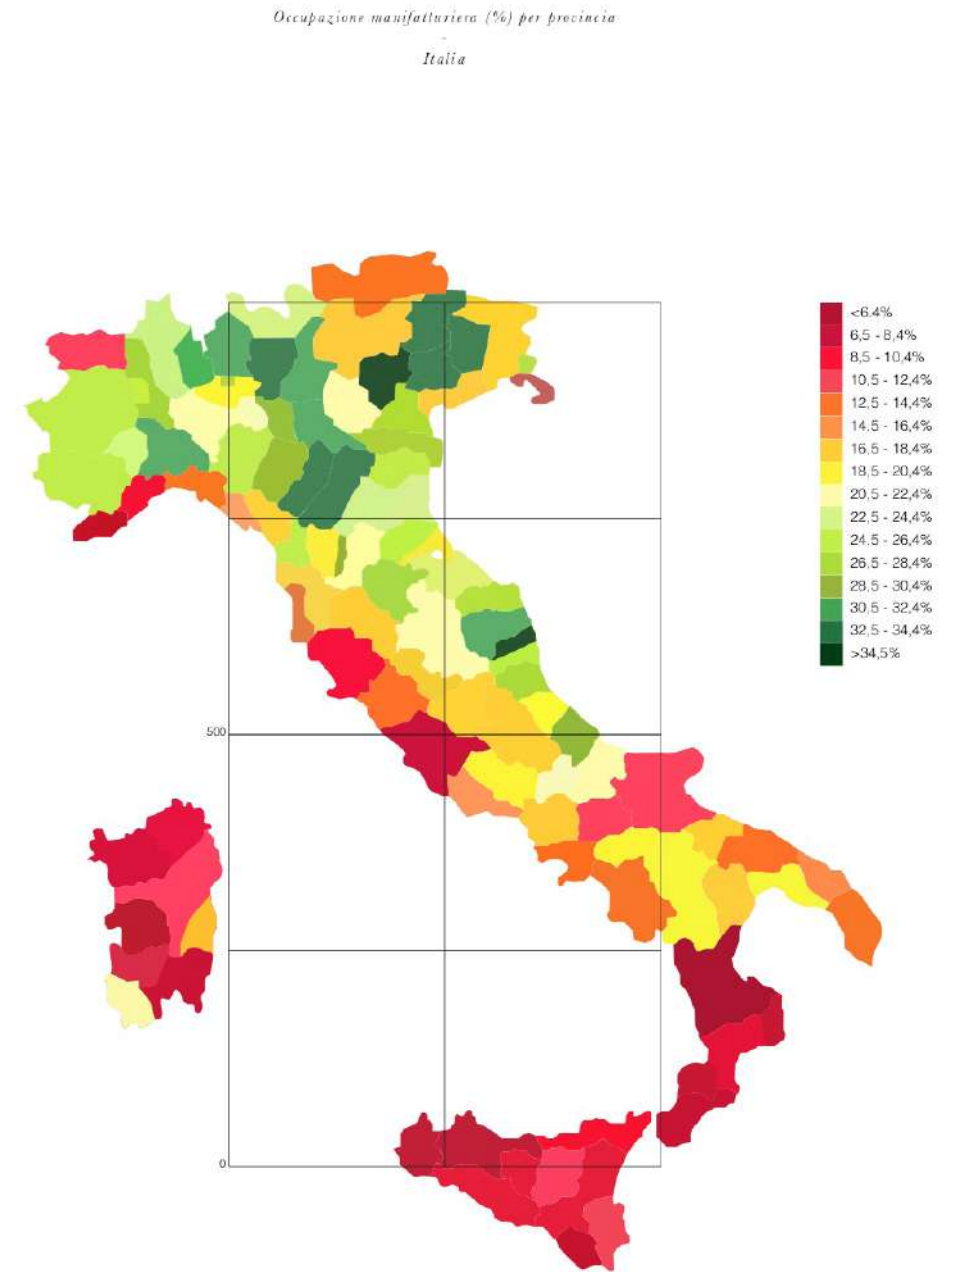 Occupazione manifatturiera (%) per provincia
-
Italia
<6.4%
6,5 - 8,4%
8,5 - 10,4%
10,5 - 12,4%
12,5 - 14,4%
14,5 - 16,4%
16,5 - 18,4%
18,5 - 20,4%
20,5 - 22,4%
22,5 - 24,4%
24,5 - 26,4%
26,5 - 28,4%
28,5 - 30,4%
30,5 - 32,4%
32,5 - 34,4%
>34,5%
500
0